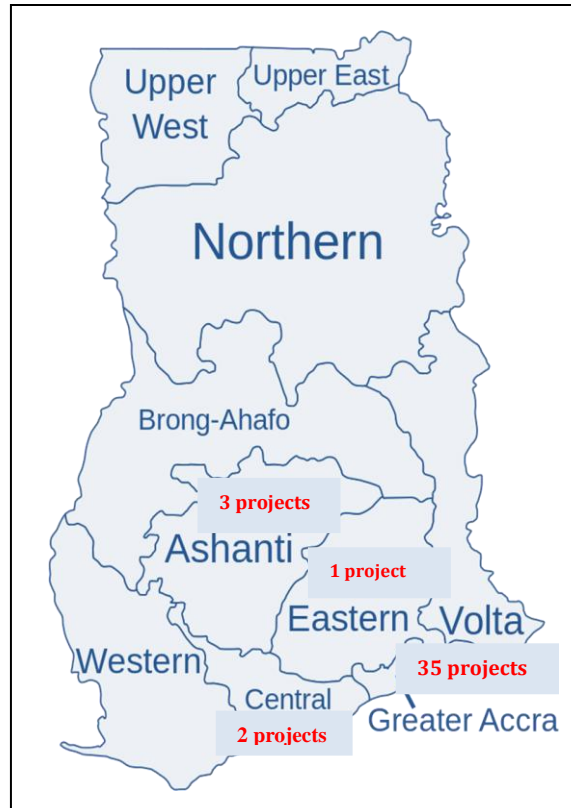 Upper
West
Upper East
Northern
Brong-Ahafo
3 projects
Ashanti
1 project
Eastern
Volta
Western
35 projects
Central
Greater Accra
2 projects